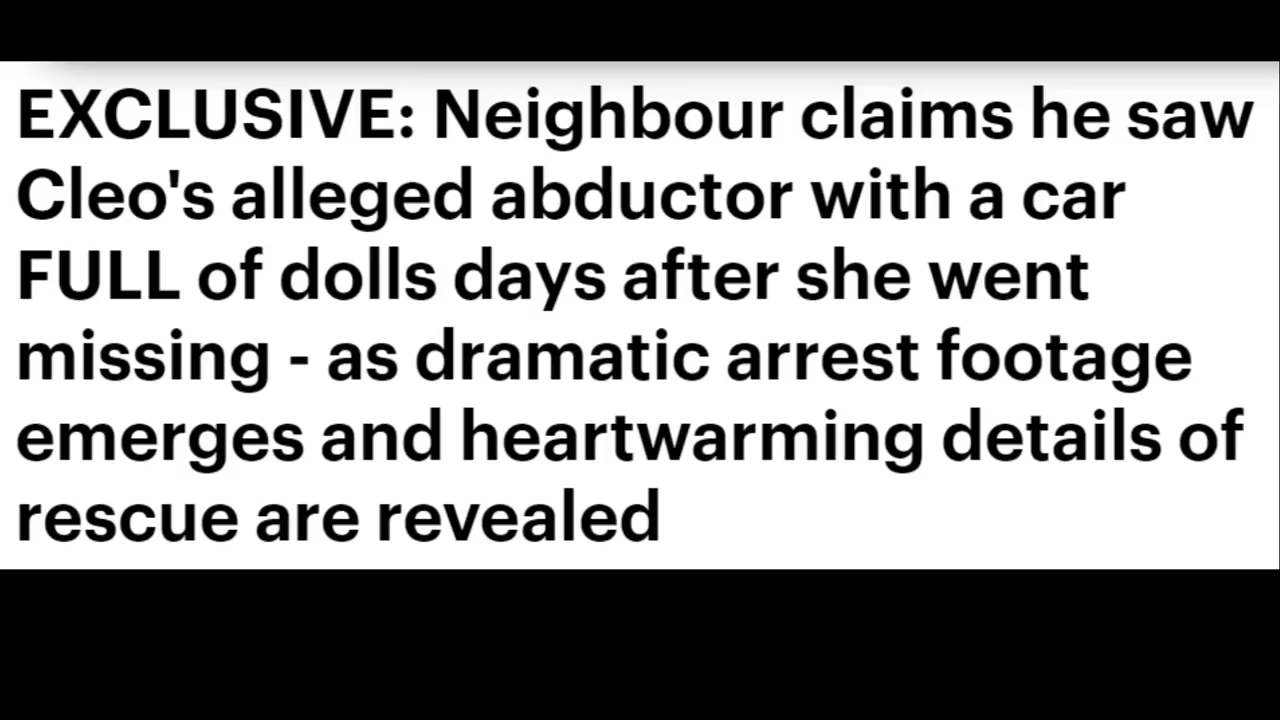 EXCLUSIVE: Neighbour claims he saw
Cleo's alleged abductor with a car
FULL of dolls days after she went
missing - as dramatic arrest footage
emerges and heartwarming details of
rescue are revealed